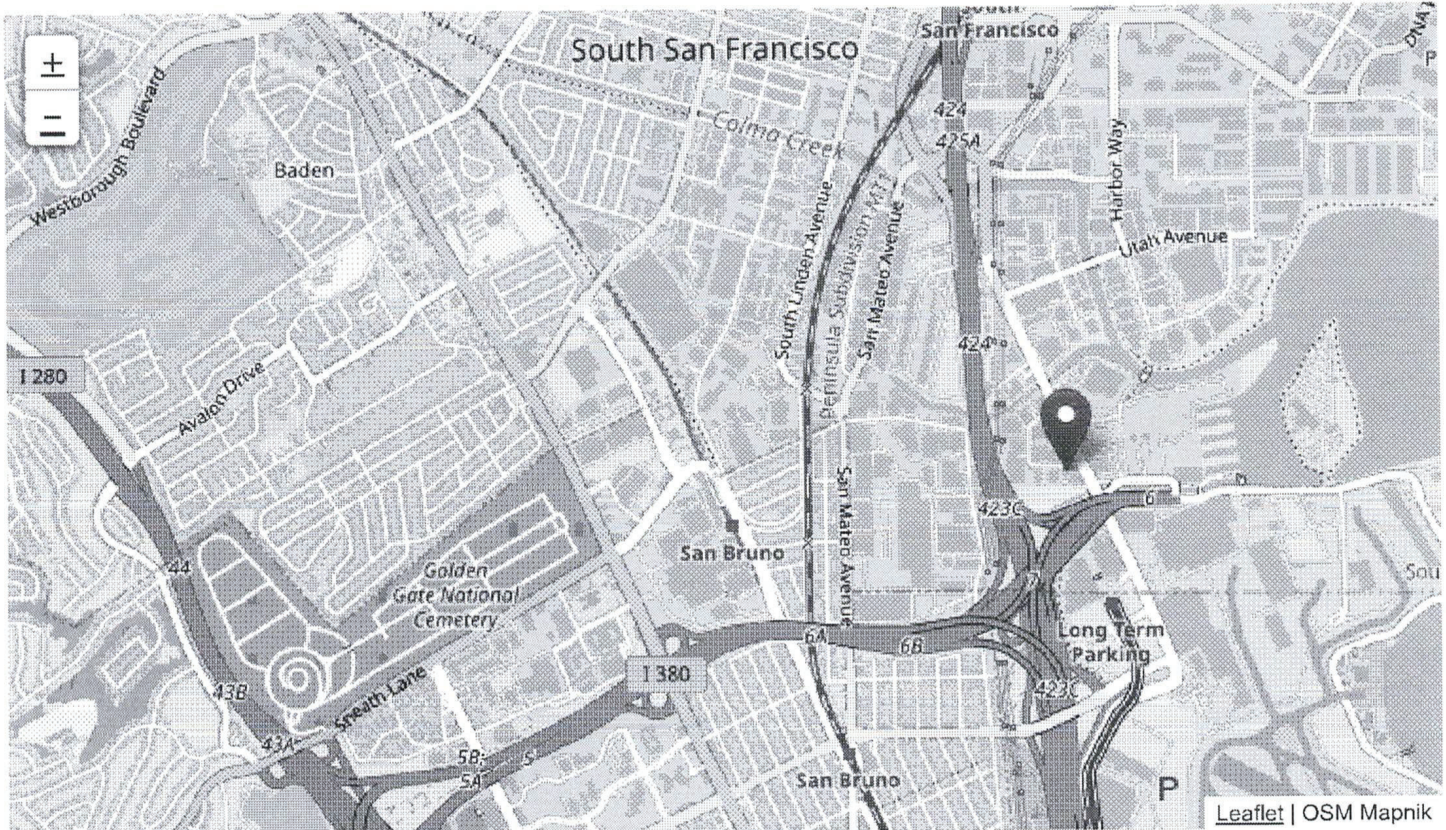 South
San Francisco
South San Francisco
+
−
DNA
P
Westborough Boulevard
Baden
Colma Creek
424
425A
Harbor Way
Utah Avenue
South Linden Avenue
Peninsula Subdivision MT1
San Mateo Avenue
424
I 280
Avalon Drive
San Mateo Avenue
423C
6
44
San Bruno
Golden
Gate National
Cemetery
Sou
Long Term
Parking
6A
6B
I 380
423C
43B
Sneath Lane
43A
5B;
5A
5
San Bruno
P
Leaflet | OSM Mapnik